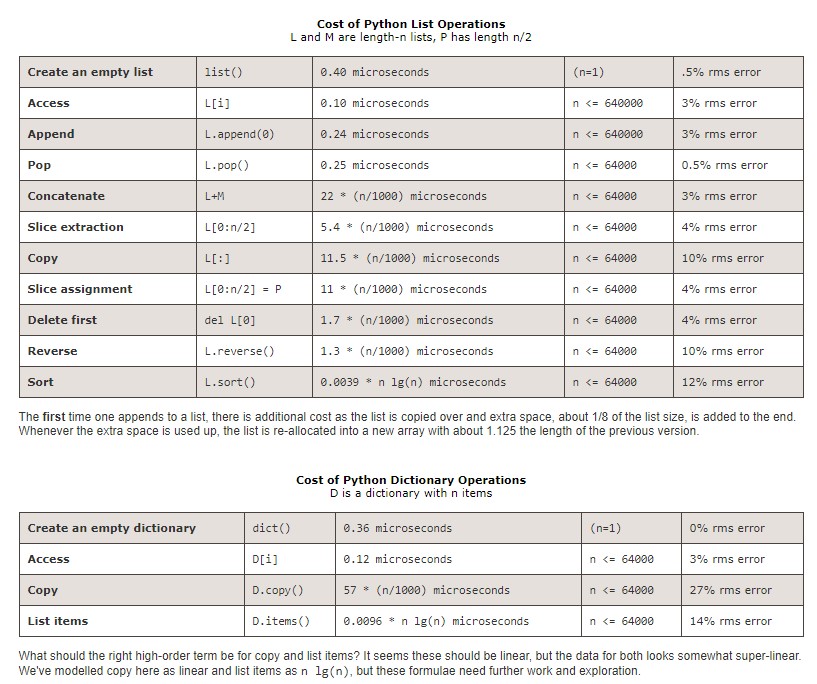 Cost of Python List Operations
L and M are length-n lists, P has length n/2
Create an empty list list() 0.40 microseconds (n=1) .5% rms error
Access L[i] 0.10 microseconds n <= 640000 3% rms error
Append L.append(0) 0.24 microseconds n <= 640000 3% rms error
Pop L.pop() 0.25 microseconds n <= 64000 0.5% rms error
Concatenate L+M 22 * (n/1000) microseconds n <= 64000 3% rms error
Slice extraction L[0:n/2] 5.4 * (n/1000) microseconds n <= 64000 4% rms error
Copy L[:] 11.5 * (n/1000) microseconds n <= 64000 10% rms error
Slice assignment L[0:n/2] = P 11 * (n/1000) microseconds n <= 64000 4% rms error
Delete first del L[0] 1.7 * (n/1000) microseconds n <= 64000 4% rms error
Reverse L.reverse() 1.3 * (n/1000) microseconds n <= 64000 10% rms error
Sort L.sort() 0.0039 * n lg(n) microseconds n <= 64000 12% rms error
The first time one appends to a list, there is additional cost as the list is copied over and extra space, about 1/8 of the list size, is added to the end.
Whenever the extra space is used up, the list is re-allocated into a new array with about 1.125 the length of the previous version.
Cost of Python Dictionary Operations
D is a dictionary with n items
Create an empty dictionary dict() 0.36 microseconds (n=1) 0% rms error
Access D[i] 0.12 microseconds n <= 64000 3% rms error
Copy D.copy() 57 * (n/1000) microseconds n <= 64000 27% rms error
List items D.items() 0.0096 * n lg(n) microseconds n <= 64000 14% rms error
What should the right high-order term be for copy and list items? It seems these should be linear, but the data for both looks somewhat super-linear.
We've modelled copy here as linear and list items as n lg(n), but these formulae need further work and exploration.